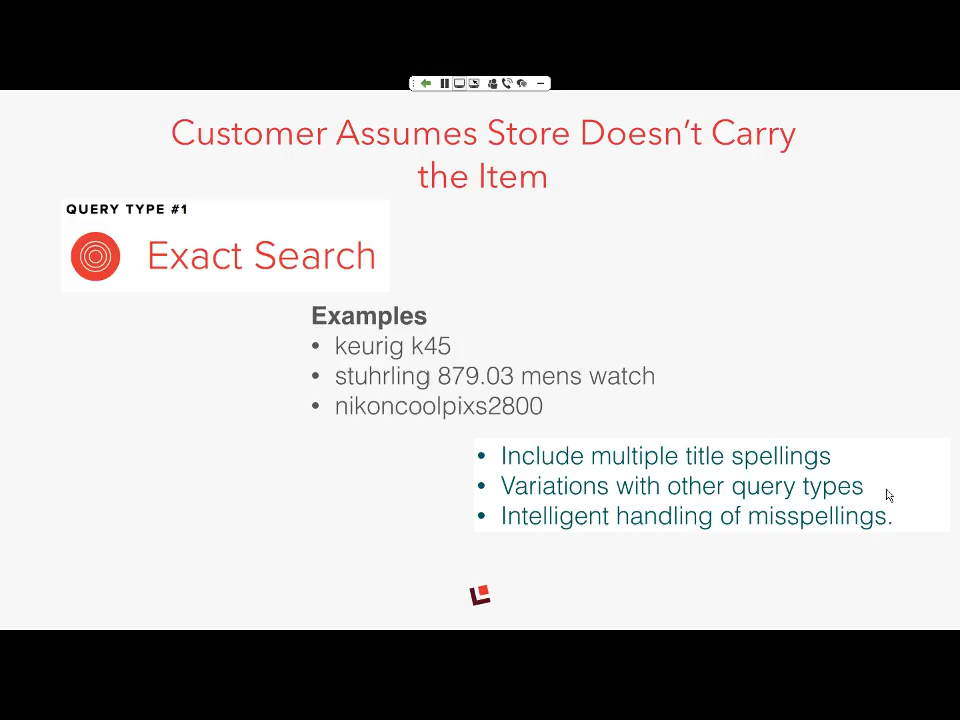 Customer Assumes Store Doesn't Carry
the Item
QUERY TYPE #1
Exact Search
Examples
• keurig k45
• stuhrling 879.03 mens watch
• nikoncoolpixs2800
• Include multiple title spellings
• Variations with other query types
• Intelligent handling of misspellings.